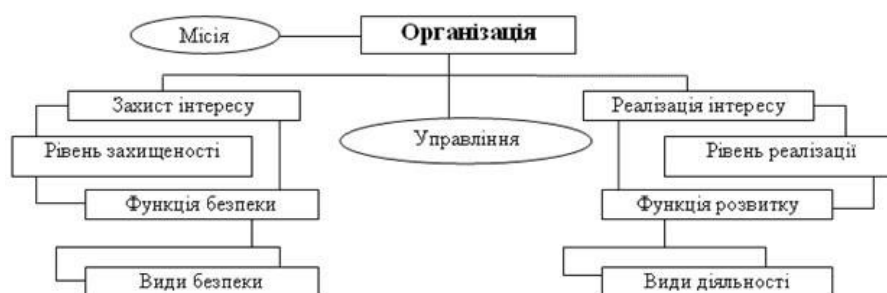 Місія
Організація
Захист інтересу
Реалізація інтересу
Управління
Рівень захищеності
Рівень реалізації
Функція безпеки
Функція розвитку
Види безпеки
Види діяльності